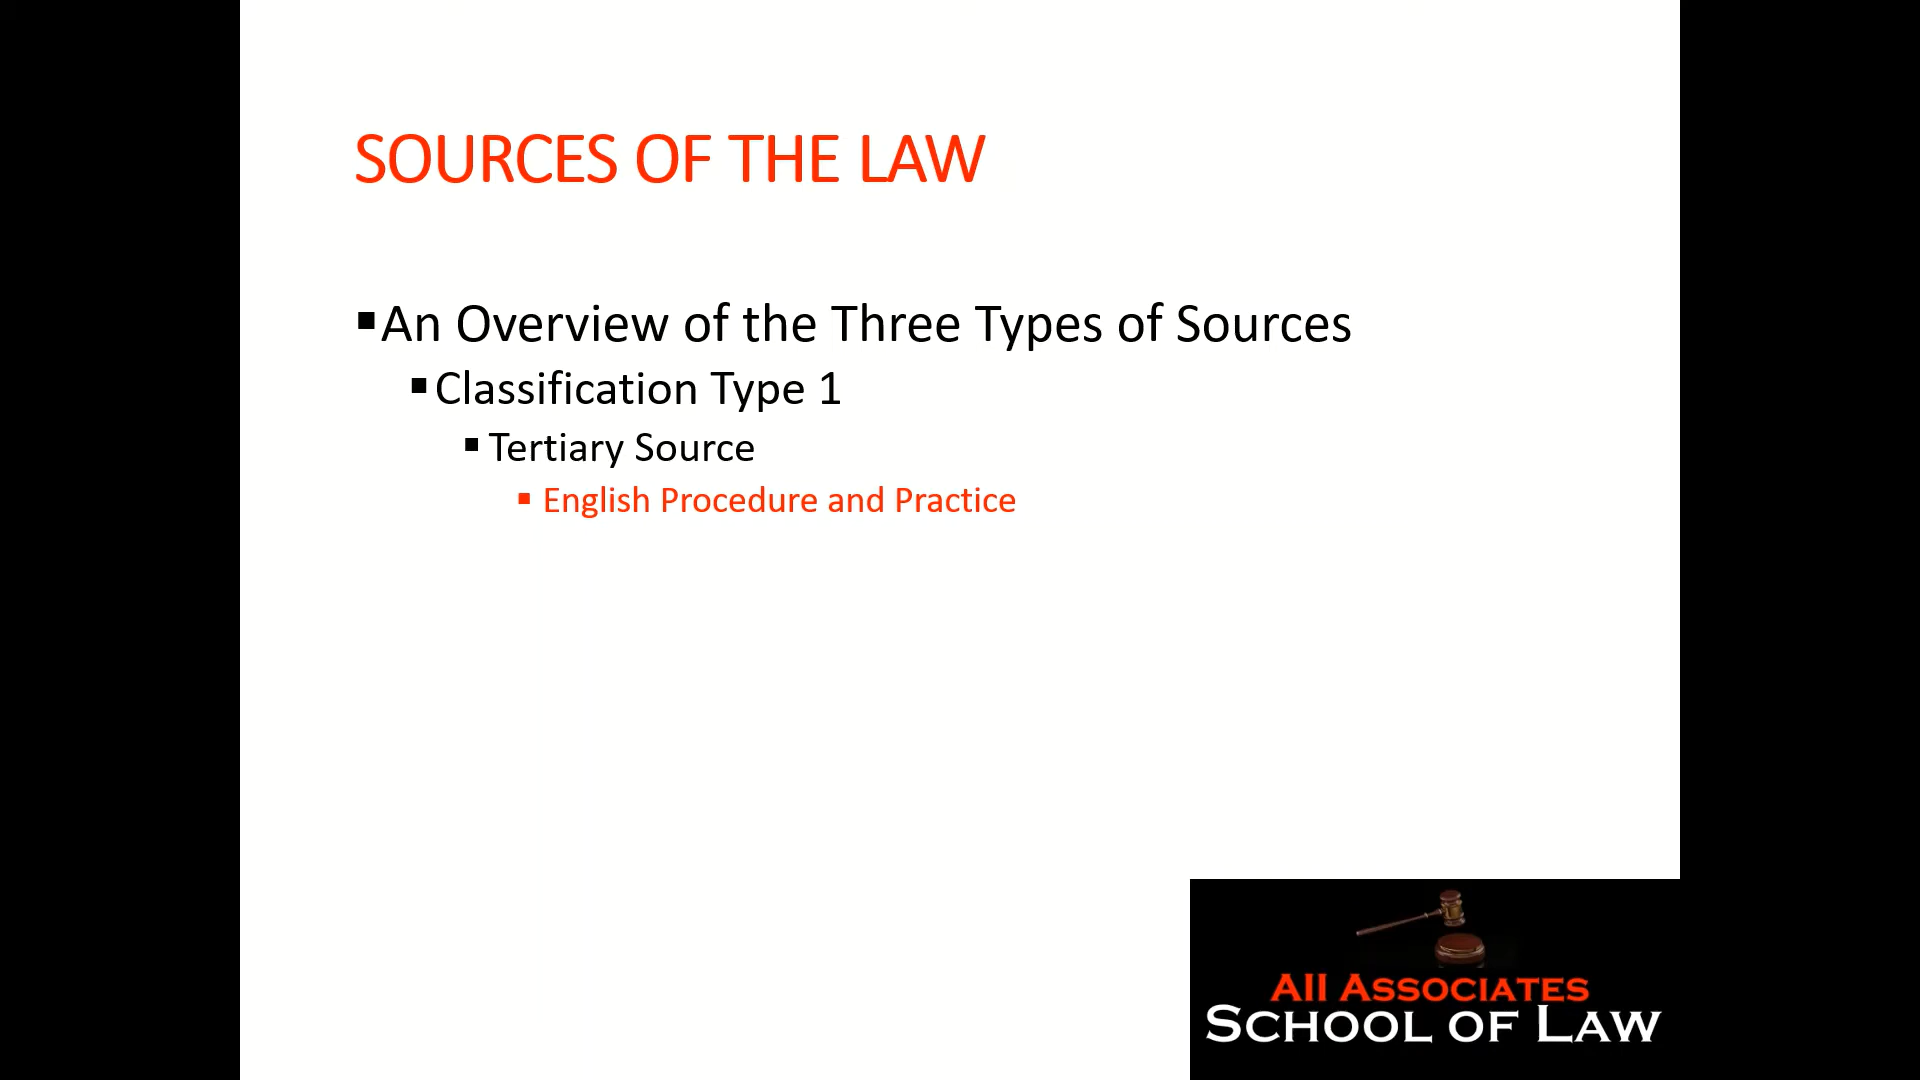 SOURCES OF THE LAW
▪An Overview of the Three Types of Sources
▪Classification Type 1
▪Tertiary Source
▪English Procedure and Practice
All ASSOCIATES
SCHOOL OF LAW